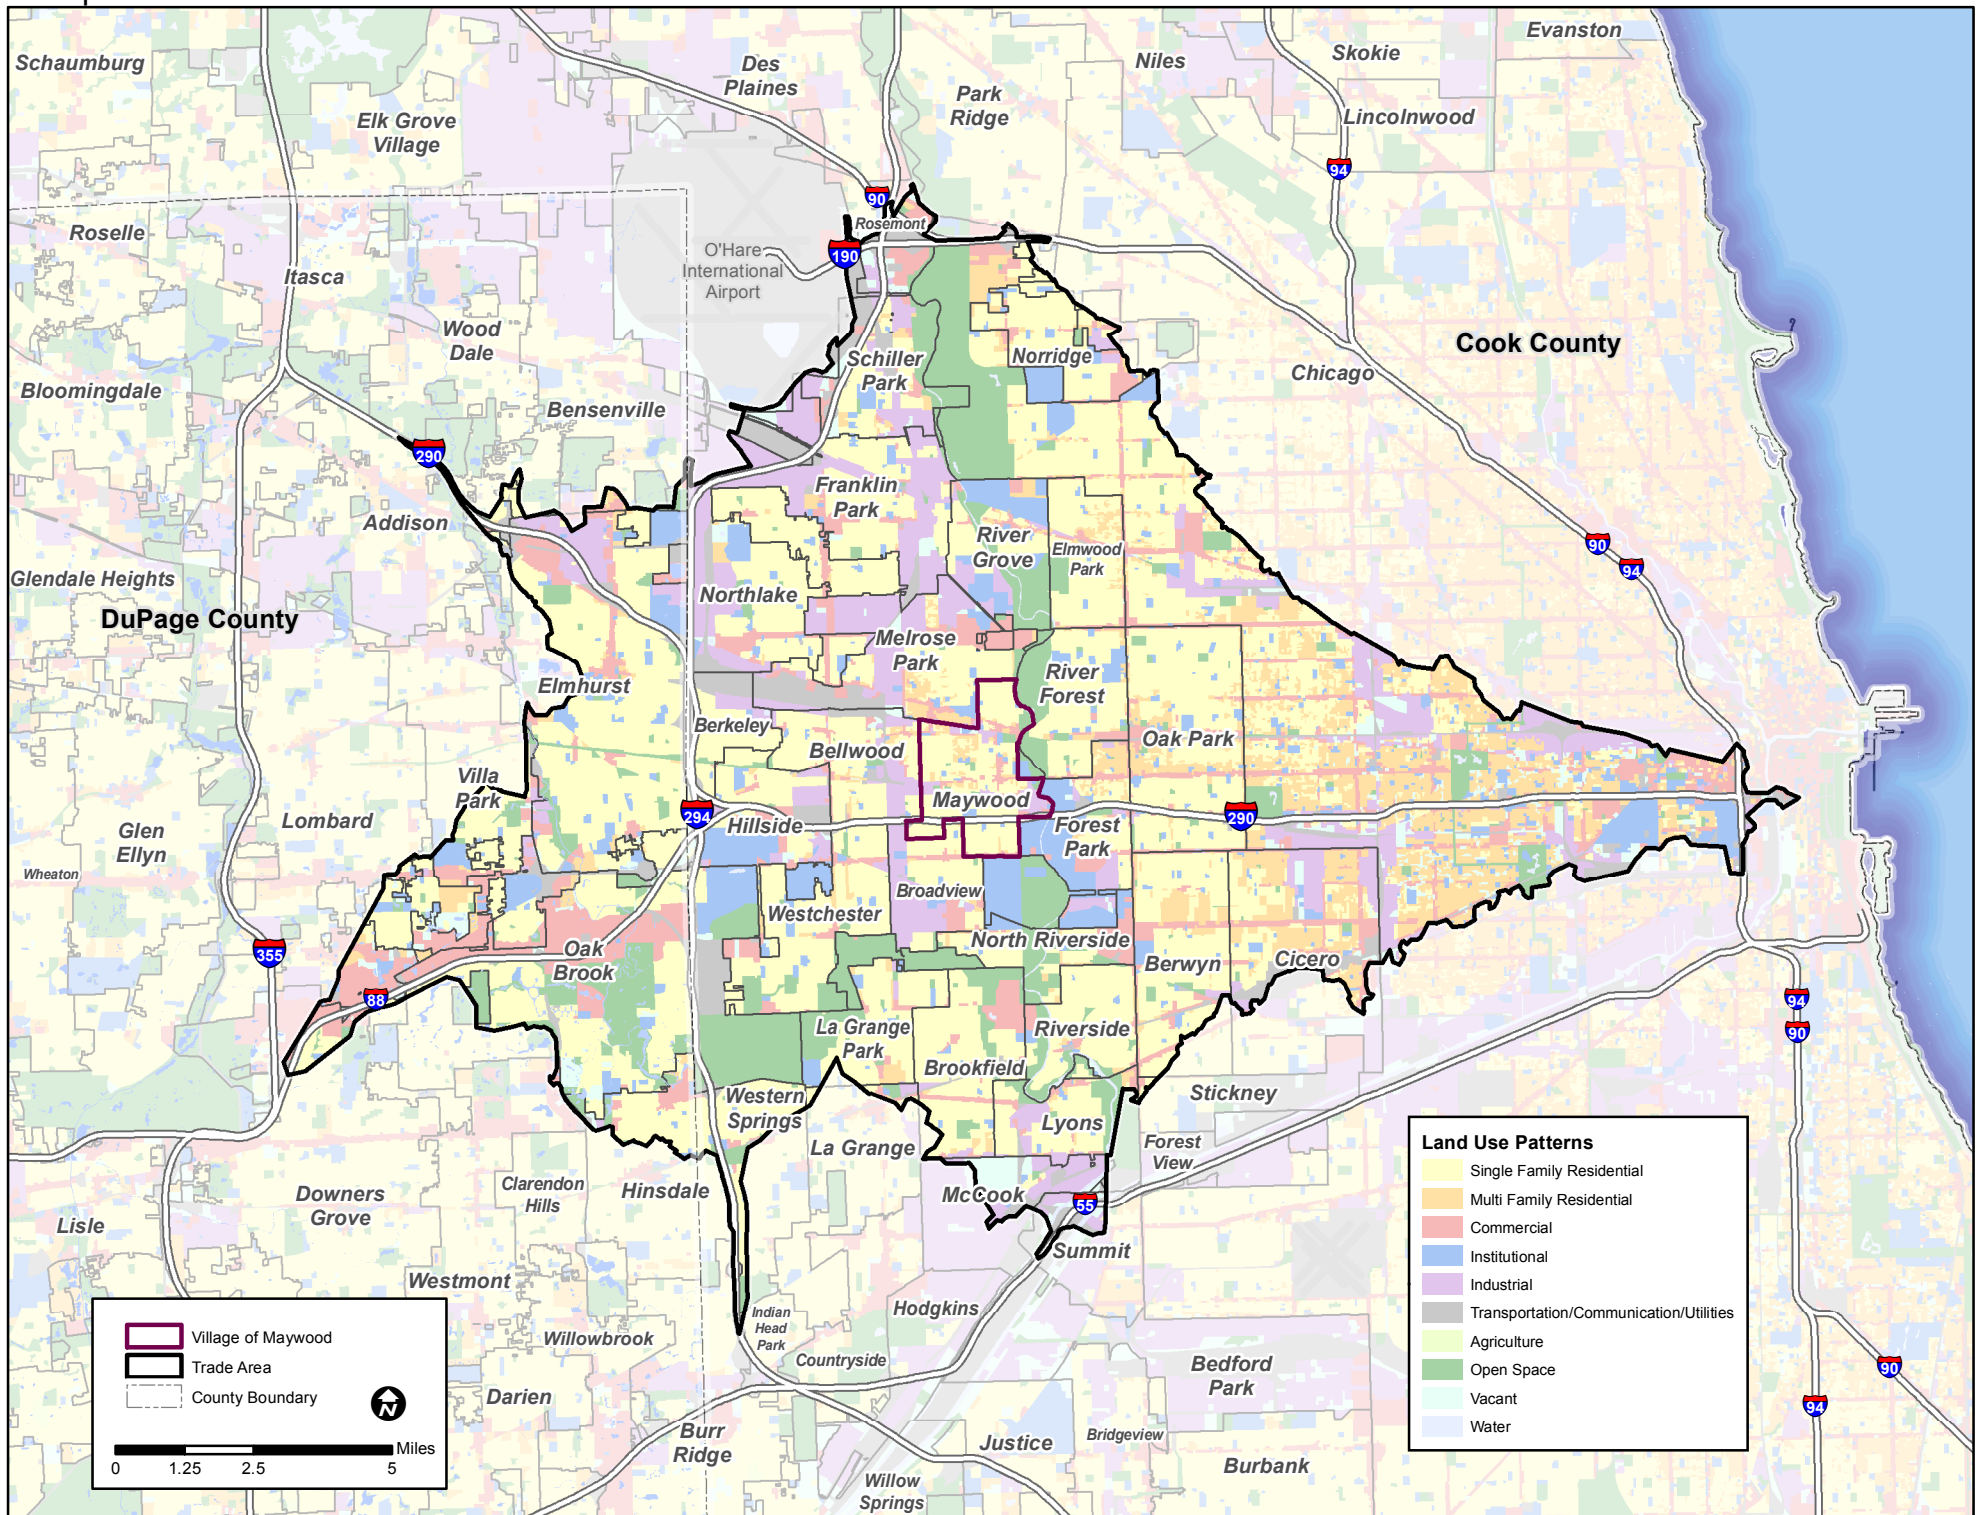 Evanston
Skokie
Niles
Schaumburg
Des
Plaines
Park
Ridge
Lincolnwood
Elk Grove
Village
94
90
Rosemont
Roselle
O'Hare
International
Airport
190
Itasca
Wood
Dale
Cook County
Schiller
Park
Norridge
Chicago
Bloomingdale
Bensenville
290
Franklin
Park
Addison
River
Grove
Elmwood
Park
90
94
Glendale Heights
Northlake
DuPage County
Melrose
Park
River
Forest
Elmhurst
Berkeley
Bellwood
Oak Park
Villa
Park
Maywood
294
Hillside
290
Forest
Park
Lombard
Glen
Ellyn
Wheaton
Broadview
Westchester
North Riverside
Oak
Brook
355
Berwyn
Cicero
88
94
90
La Grange
Park
Riverside
Brookfield
Western
Springs
Stickney
Lyons
La Grange
Forest
View
Downers
Grove
Clarendon
Hills
Hinsdale
McCook
55
Lisle
Summit
Westmont
Indian
Head
Park
Hodgkins
Willowbrook
Countryside
Bedford
Park
90
Darien
94
Burr
Ridge
Justice
Bridgeview
Burbank
Willow
Springs
Land Use Patterns
Single Family Residential
Multi Family Residential
Commercial
Institutional
Industrial
Transportation/Communication/Utilities
Agriculture
Open Space
Vacant
Water
Village of Maywood
Trade Area
County Boundary
N
Miles
0 1.25 2.5 5